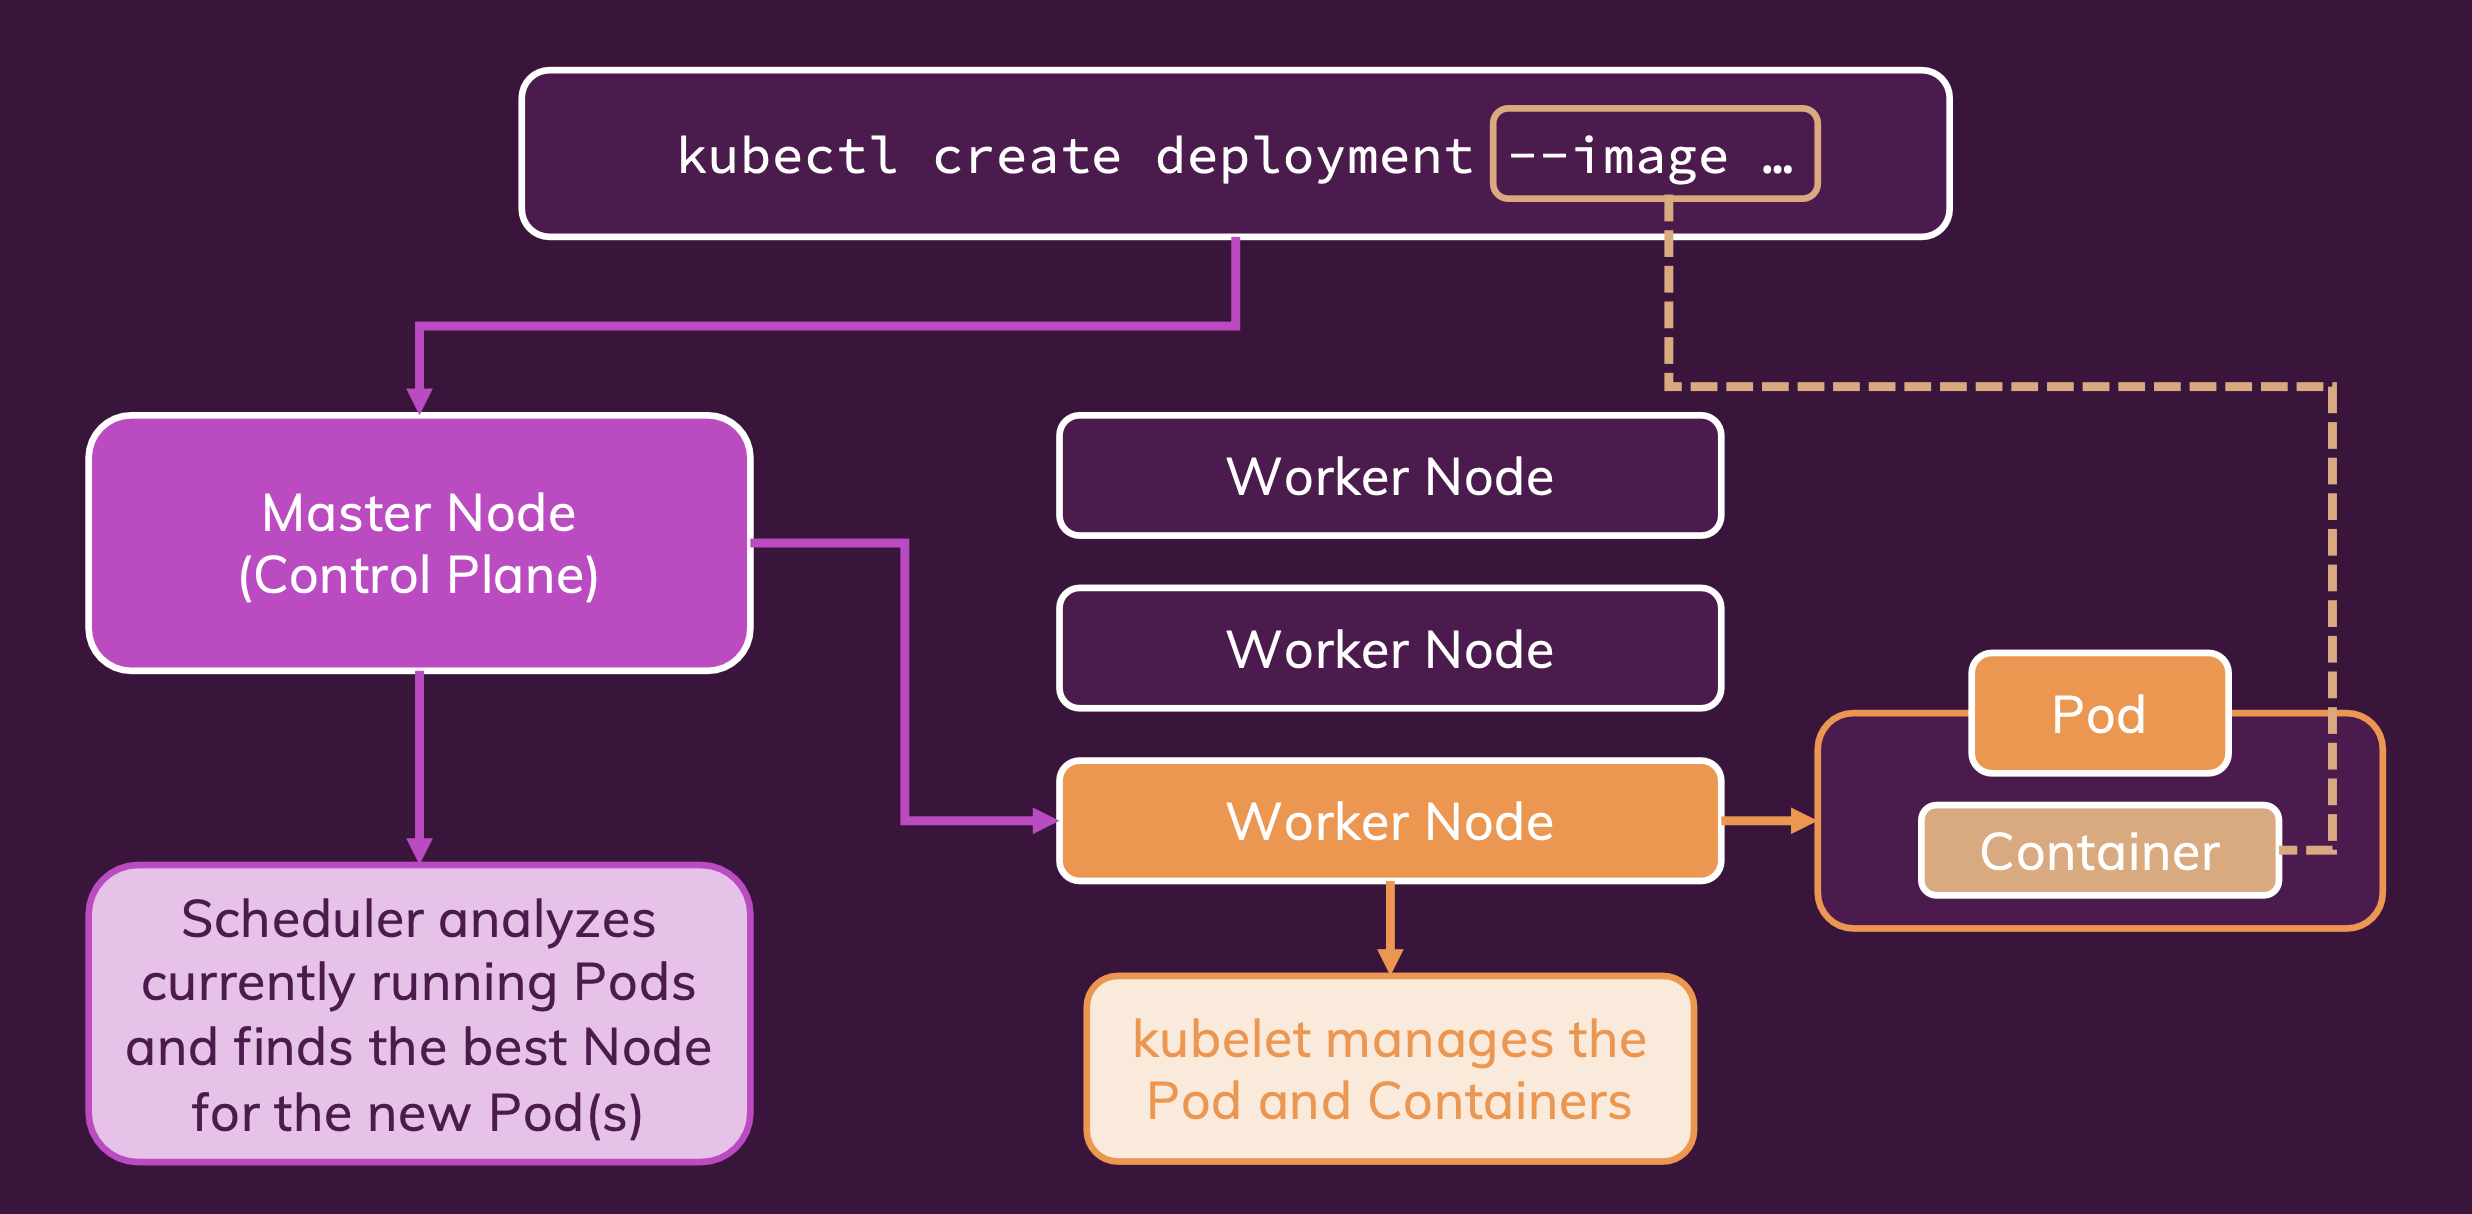 kubectl create deployment --image …
Master Node
(Control Plane)
Worker Node
Worker Node
Worker Node
Pod
Container
Scheduler analyzes
currently running Pods
and finds the best Node
for the new Pod(s)
kubelet manages the
Pod and Containers